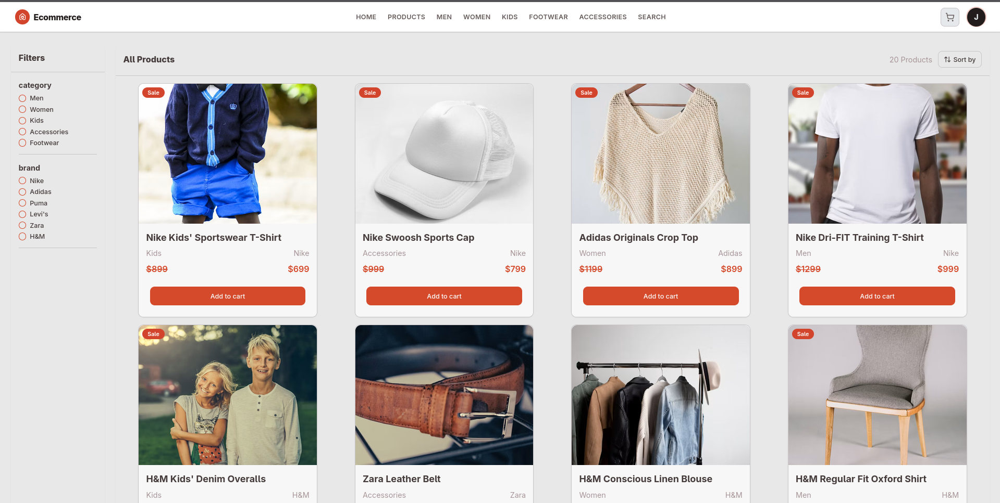 Ecommerce
HOME PRODUCTS MEN WOMEN KIDS FOOTWEAR ACCESSORIES SEARCH
J
Filters
category
Men
Women
Kids
Accessories
Footwear
brand
Nike
Adidas
Puma
Levi's
Zara
H&M
All Products
20 Products
Sort by
Sale
Nike Kids' Sportswear T-Shirt
Kids Nike
$899 $699
Add to cart
Sale
Nike Swoosh Sports Cap
Accessories Nike
$999 $799
Add to cart
Sale
Adidas Originals Crop Top
Women Adidas
$1199 $899
Add to cart
Sale
Nike Dri-FIT Training T-Shirt
Men Nike
$1299 $999
Add to cart
Sale
H&M Kids' Denim Overalls
Kids H&M
Zara Leather Belt
Accessories Zara
H&M Conscious Linen Blouse
Women H&M
Sale
H&M Regular Fit Oxford Shirt
Men H&M